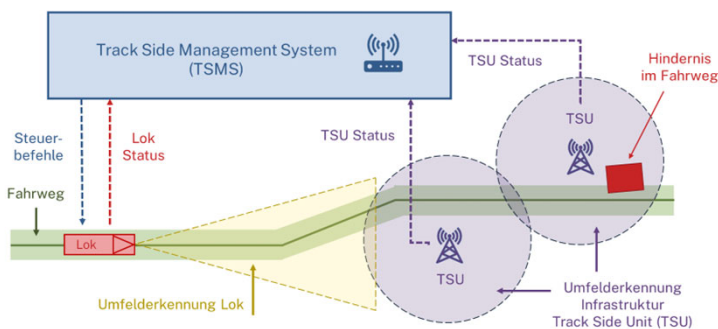 Track Side Management System
(TSMS)
TSU Status
Hindernis
im Fahrweg
TSU
Steuer-
befehle
Lok
Status
TSU Status
Fahrweg
Lok
TSU
Umfelderkennung Lok
Umfelderkennung
Infrastruktur
Track Side Unit (TSU)